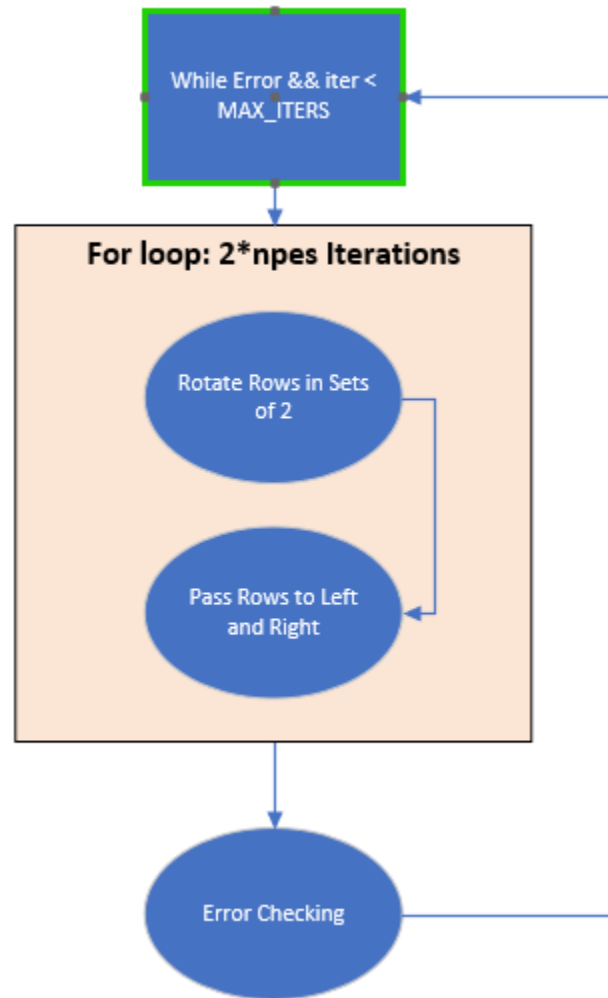 While Error && iter <
MAX_ITERS
For loop: 2*npes Iterations
Rotate Rows in Sets
of 2
Pass Rows to Left
and Right
Error Checking